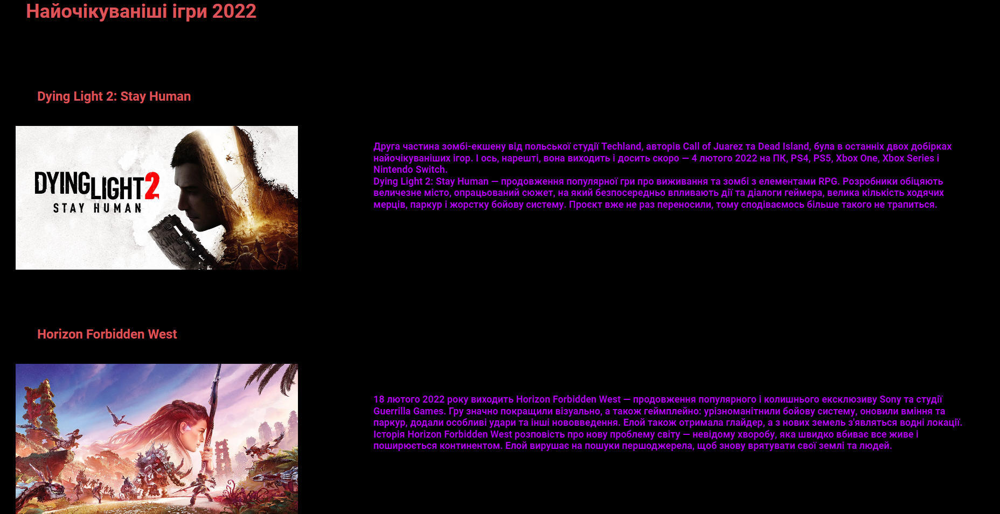 Найочікуваніші ігри 2022
Dying Light 2: Stay Human
DYING LIGHT 2
STAY HUMAN
Друга частина зомбі-екшену від польської студії Techland, авторів Call of Juarez та Dead Island, була в останніх двох добірках
найочікуваніших ігор. І ось, нарешті, вона виходить і досить скоро — 4 лютого 2022 на ПК, PS4, PS5, Xbox One, Xbox Series і
Nintendo Switch.
Dying Light 2: Stay Human — продовження популярної гри про виживання та зомбі з елементами RPG. Розробники обіцяють
величезне місто, опрацьований сюжет, на який безпосередньо впливають дії та діалоги геймера, велика кількість ходячих
мерців, паркур і жорстку бойову систему. Проєкт вже не раз переносили, тому сподіваємось більше такого не трапиться.
Horizon Forbidden West
18 лютого 2022 року виходить Horizon Forbidden West — продовження популярного і колишнього ексклюзиву Sony та студії
Guerrilla Games. Гру значно покращили візуально, а також геймплейно: урізноманітнили бойову систему, оновили вміння та
паркур, додали особливі удари та інші нововведення. Елой також отримала глайдер, а з нових земель з'являться водні локації.
Історія Horizon Forbidden West розповість про нову проблему світу — невідому хворобу, яка швидко вбиває все живе і
поширюється континентом. Елой вирушає на пошуки першоджерела, щоб знову врятувати свої землі та людей.